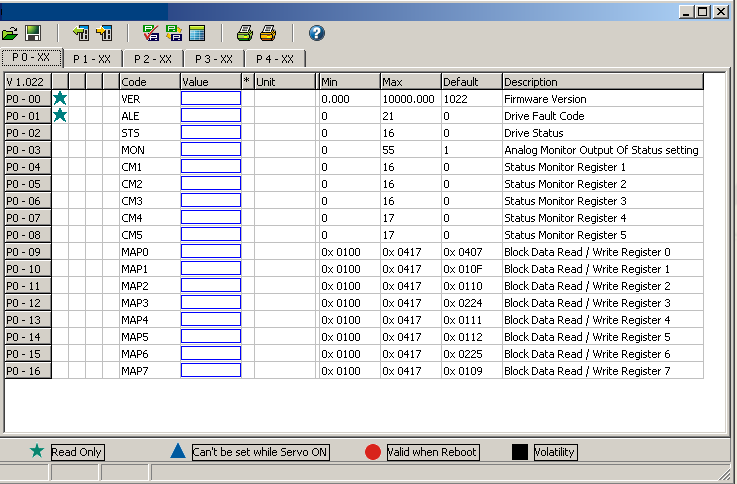 P 0 - XX P 1 - XX P 2 - XX P 3 - XX P 4 - XX
V 1.022 Code Value * Unit Min Max Default Description
P0 - 00 VER 0.000 10000.000 1022 Firmware Version
P0 - 01 ALE 0 21 0 Drive Fault Code
P0 - 02 STS 0 16 0 Drive Status
P0 - 03 MON 0 55 1 Analog Monitor Output Of Status setting
P0 - 04 CM1 0 16 0 Status Monitor Register 1
P0 - 05 CM2 0 16 0 Status Monitor Register 2
P0 - 06 CM3 0 16 0 Status Monitor Register 3
P0 - 07 CM4 0 17 0 Status Monitor Register 4
P0 - 08 CM5 0 17 0 Status Monitor Register 5
P0 - 09 MAP0 0x 0100 0x 0417 0x 0407 Block Data Read / Write Register 0
P0 - 10 MAP1 0x 0100 0x 0417 0x 010F Block Data Read / Write Register 1
P0 - 11 MAP2 0x 0100 0x 0417 0x 0110 Block Data Read / Write Register 2
P0 - 12 MAP3 0x 0100 0x 0417 0x 0224 Block Data Read / Write Register 3
P0 - 13 MAP4 0x 0100 0x 0417 0x 0111 Block Data Read / Write Register 4
P0 - 14 MAP5 0x 0100 0x 0417 0x 0112 Block Data Read / Write Register 5
P0 - 15 MAP6 0x 0100 0x 0417 0x 0225 Block Data Read / Write Register 6
P0 - 16 MAP7 0x 0100 0x 0417 0x 0109 Block Data Read / Write Register 7
Read Only Can't be set while Servo ON Valid when Reboot Volatility